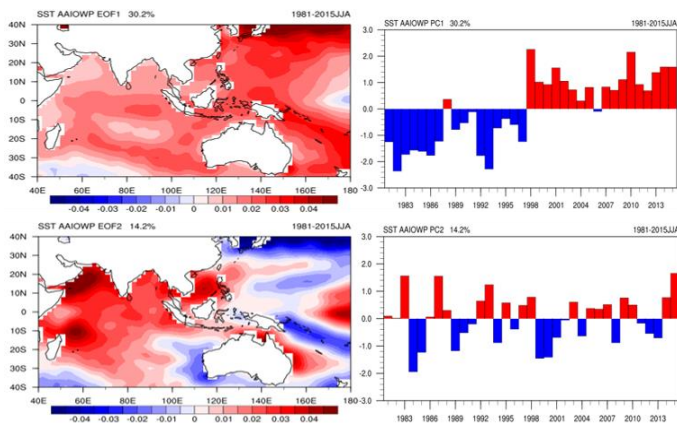 SST AAIOWP EOF1 30.2% 1981-2015JJA
40N
30N
20N
10N
0
10S
20S
30S
40S
40E 60E 80E 100E 120E 140E 160E 180
-0.04 -0.03 -0.02 -0.01 0 0.01 0.02 0.03 0.04
SST AAIOWP PC1 30.2% 1981-2015JJA
3.0
2.0
1.0
0.0
-1.0
-2.0
-3.0
1983 1986 1989 1992 1995 1998 2001 2004 2007 2010 2013
SST AAIOWP EOF2 14.2% 1981-2015JJA
40N
30N
20N
10N
0
10S
20S
30S
40S
40E 60E 80E 100E 120E 140E 160E 180
-0.04 -0.03 -0.02 -0.01 0 0.01 0.02 0.03 0.04
SST AAIOWP PC2 14.2% 1981-2015JJA
3.0
2.0
1.0
0.0
-1.0
-2.0
-3.0
1983 1986 1989 1992 1995 1998 2001 2004 2007 2010 2013